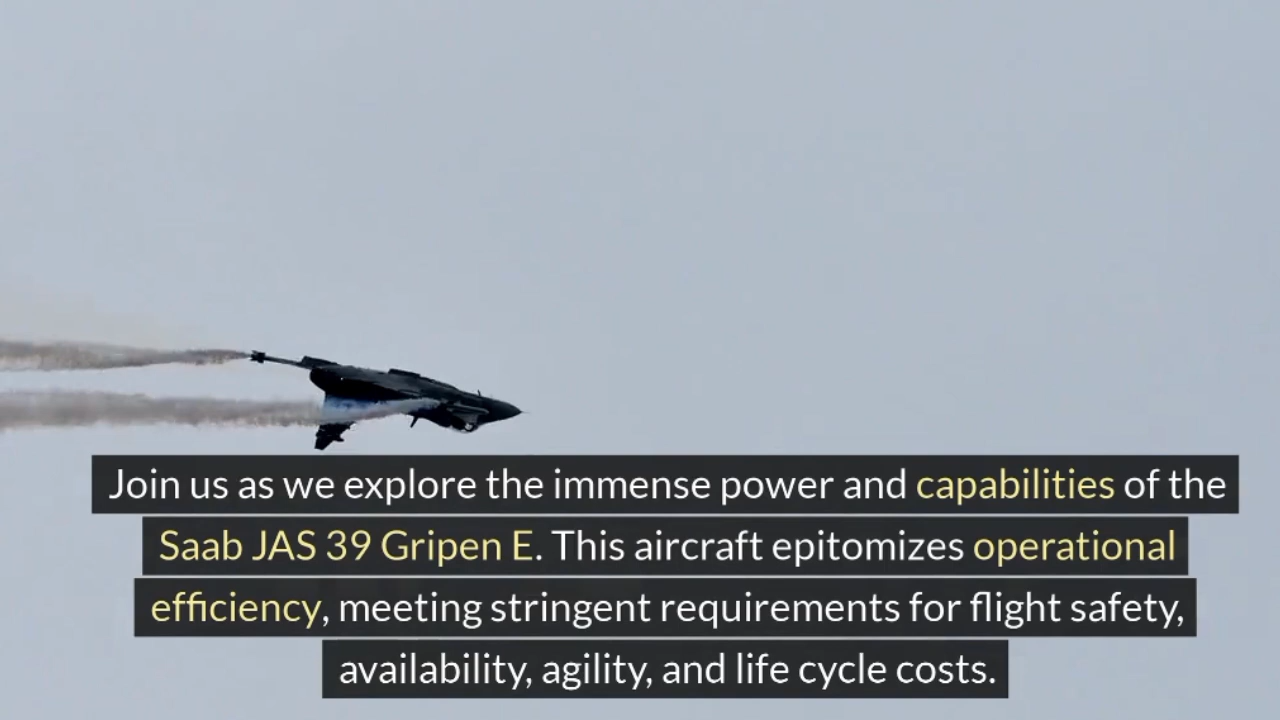 Join us as we explore the immense power and capabilities of the
Saab JAS 39 Gripen E. This aircraft epitomizes operational
efficiency, meeting stringent requirements for flight safety,
availability, agility, and life cycle costs.